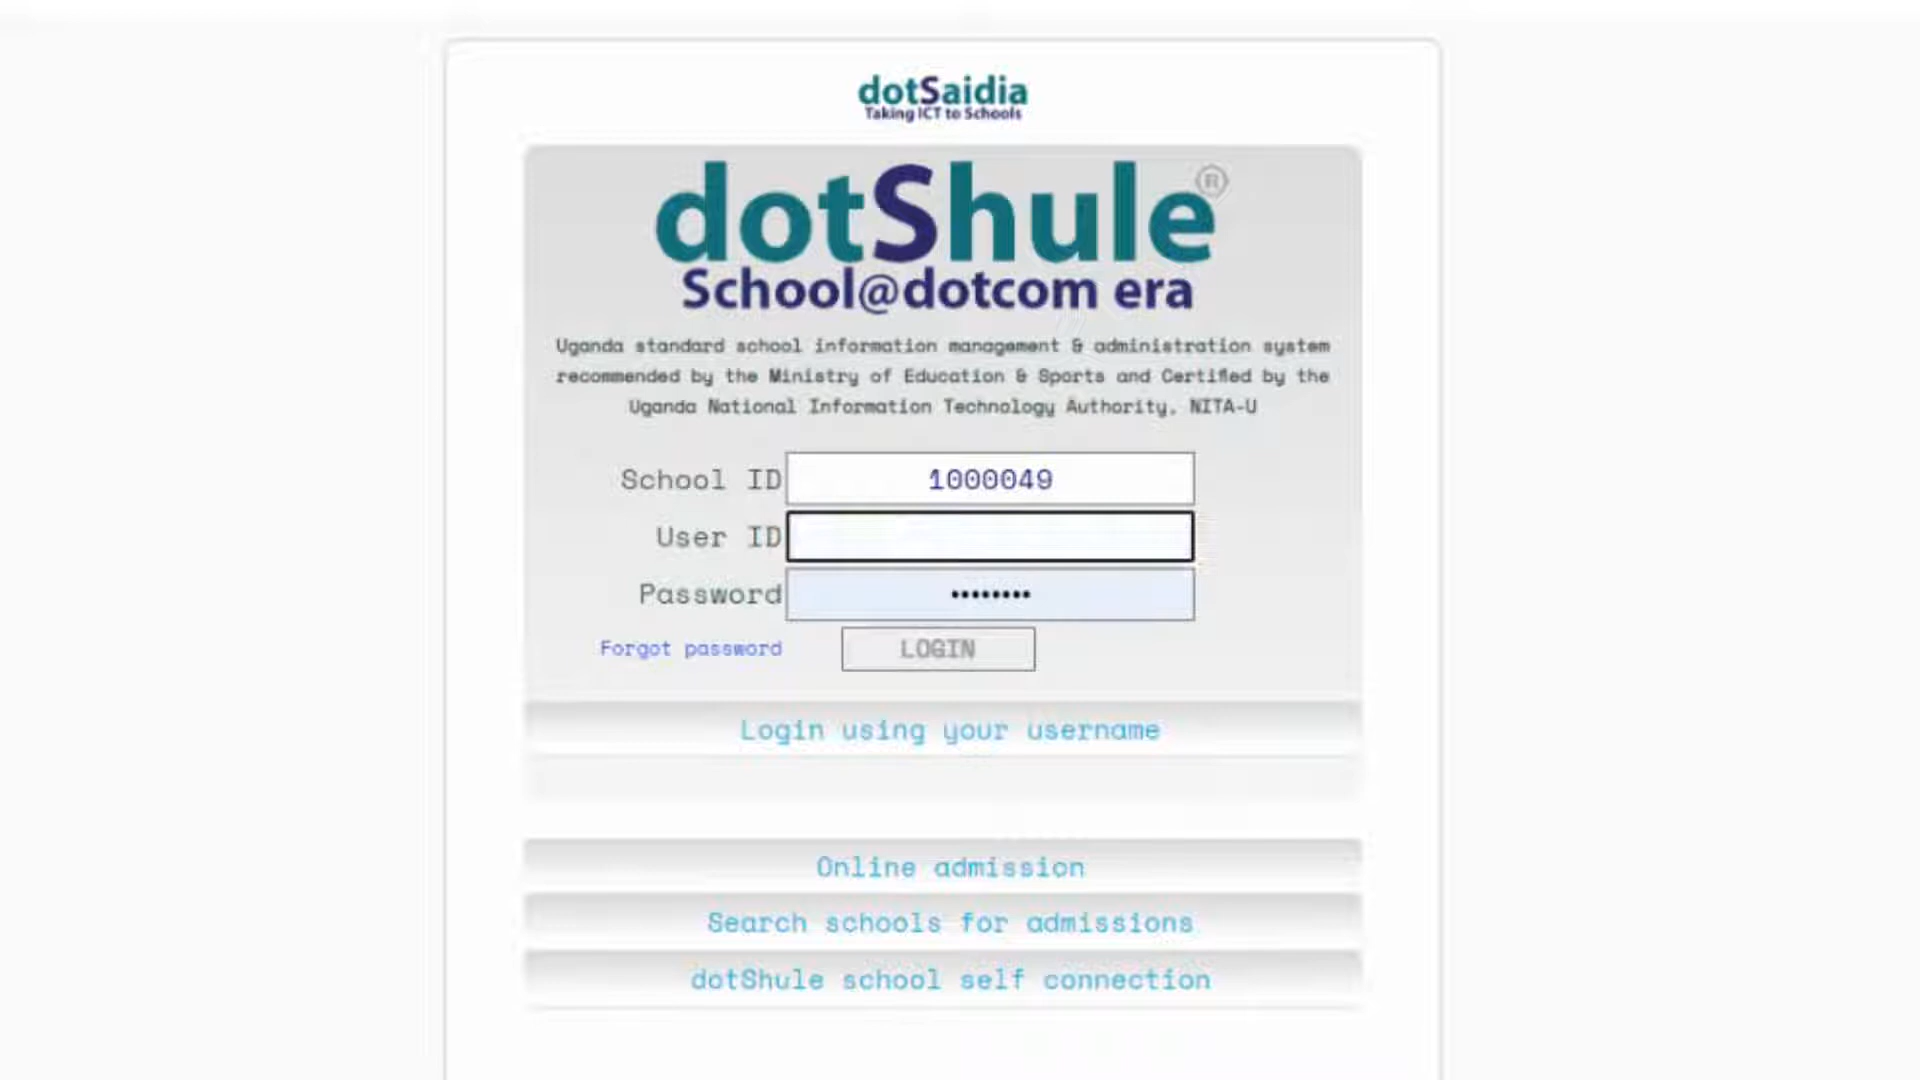 dotSaidia
Taking ICT to Schools
dotShule®
School@dotcom era
Uganda standard school information management & administration system
recommended by the Ministry of Education & Sports and Certified by the
Uganda National Information Technology Authority, NITA-U
School ID 1000049
User ID
Password ••••••••
Forgot password LOGIN
Login using your username
Online admission
Search schools for admissions
dotShule school self connection